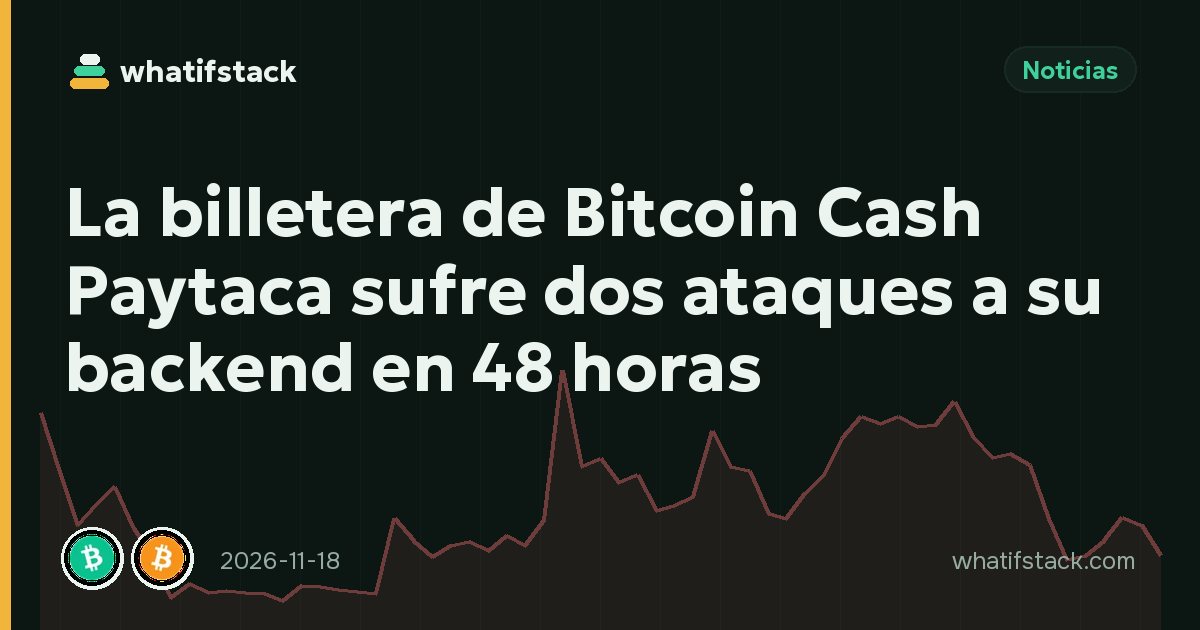 whatifstack
Noticias
La billetera de Bitcoin Cash
Paytaca sufre dos ataques a su
backend en 48 horas
2026-11-18
whatifstack.com